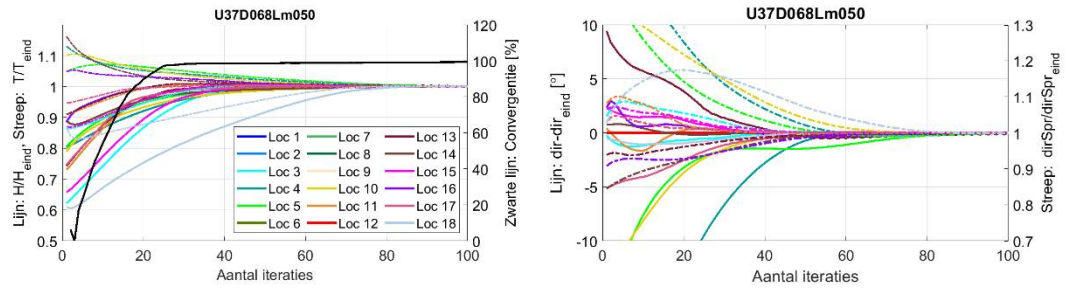 U37D068Lm050
Lijn: H/H_eind, Streep: T/T_eind
1.1
1
0.9
0.8
0.7
0.6
0.5
120
100
80
60
40
20
0
Zwarte lijn: Convergentie [%]
0 20 40 60 80 100
Aantal iteraties
Loc 1 Loc 7 Loc 13
Loc 2 Loc 8 Loc 14
Loc 3 Loc 9 Loc 15
Loc 4 Loc 10 Loc 16
Loc 5 Loc 11 Loc 17
Loc 6 Loc 12 Loc 18
U37D068Lm050
Lijn: dir-dir_eind [°]
10
5
0
-5
-10
1.3
1.2
1.1
1
0.9
0.8
0.7
Streep: dirSpr/dirSpr_eind
0 20 40 60 80 100
Aantal iteraties